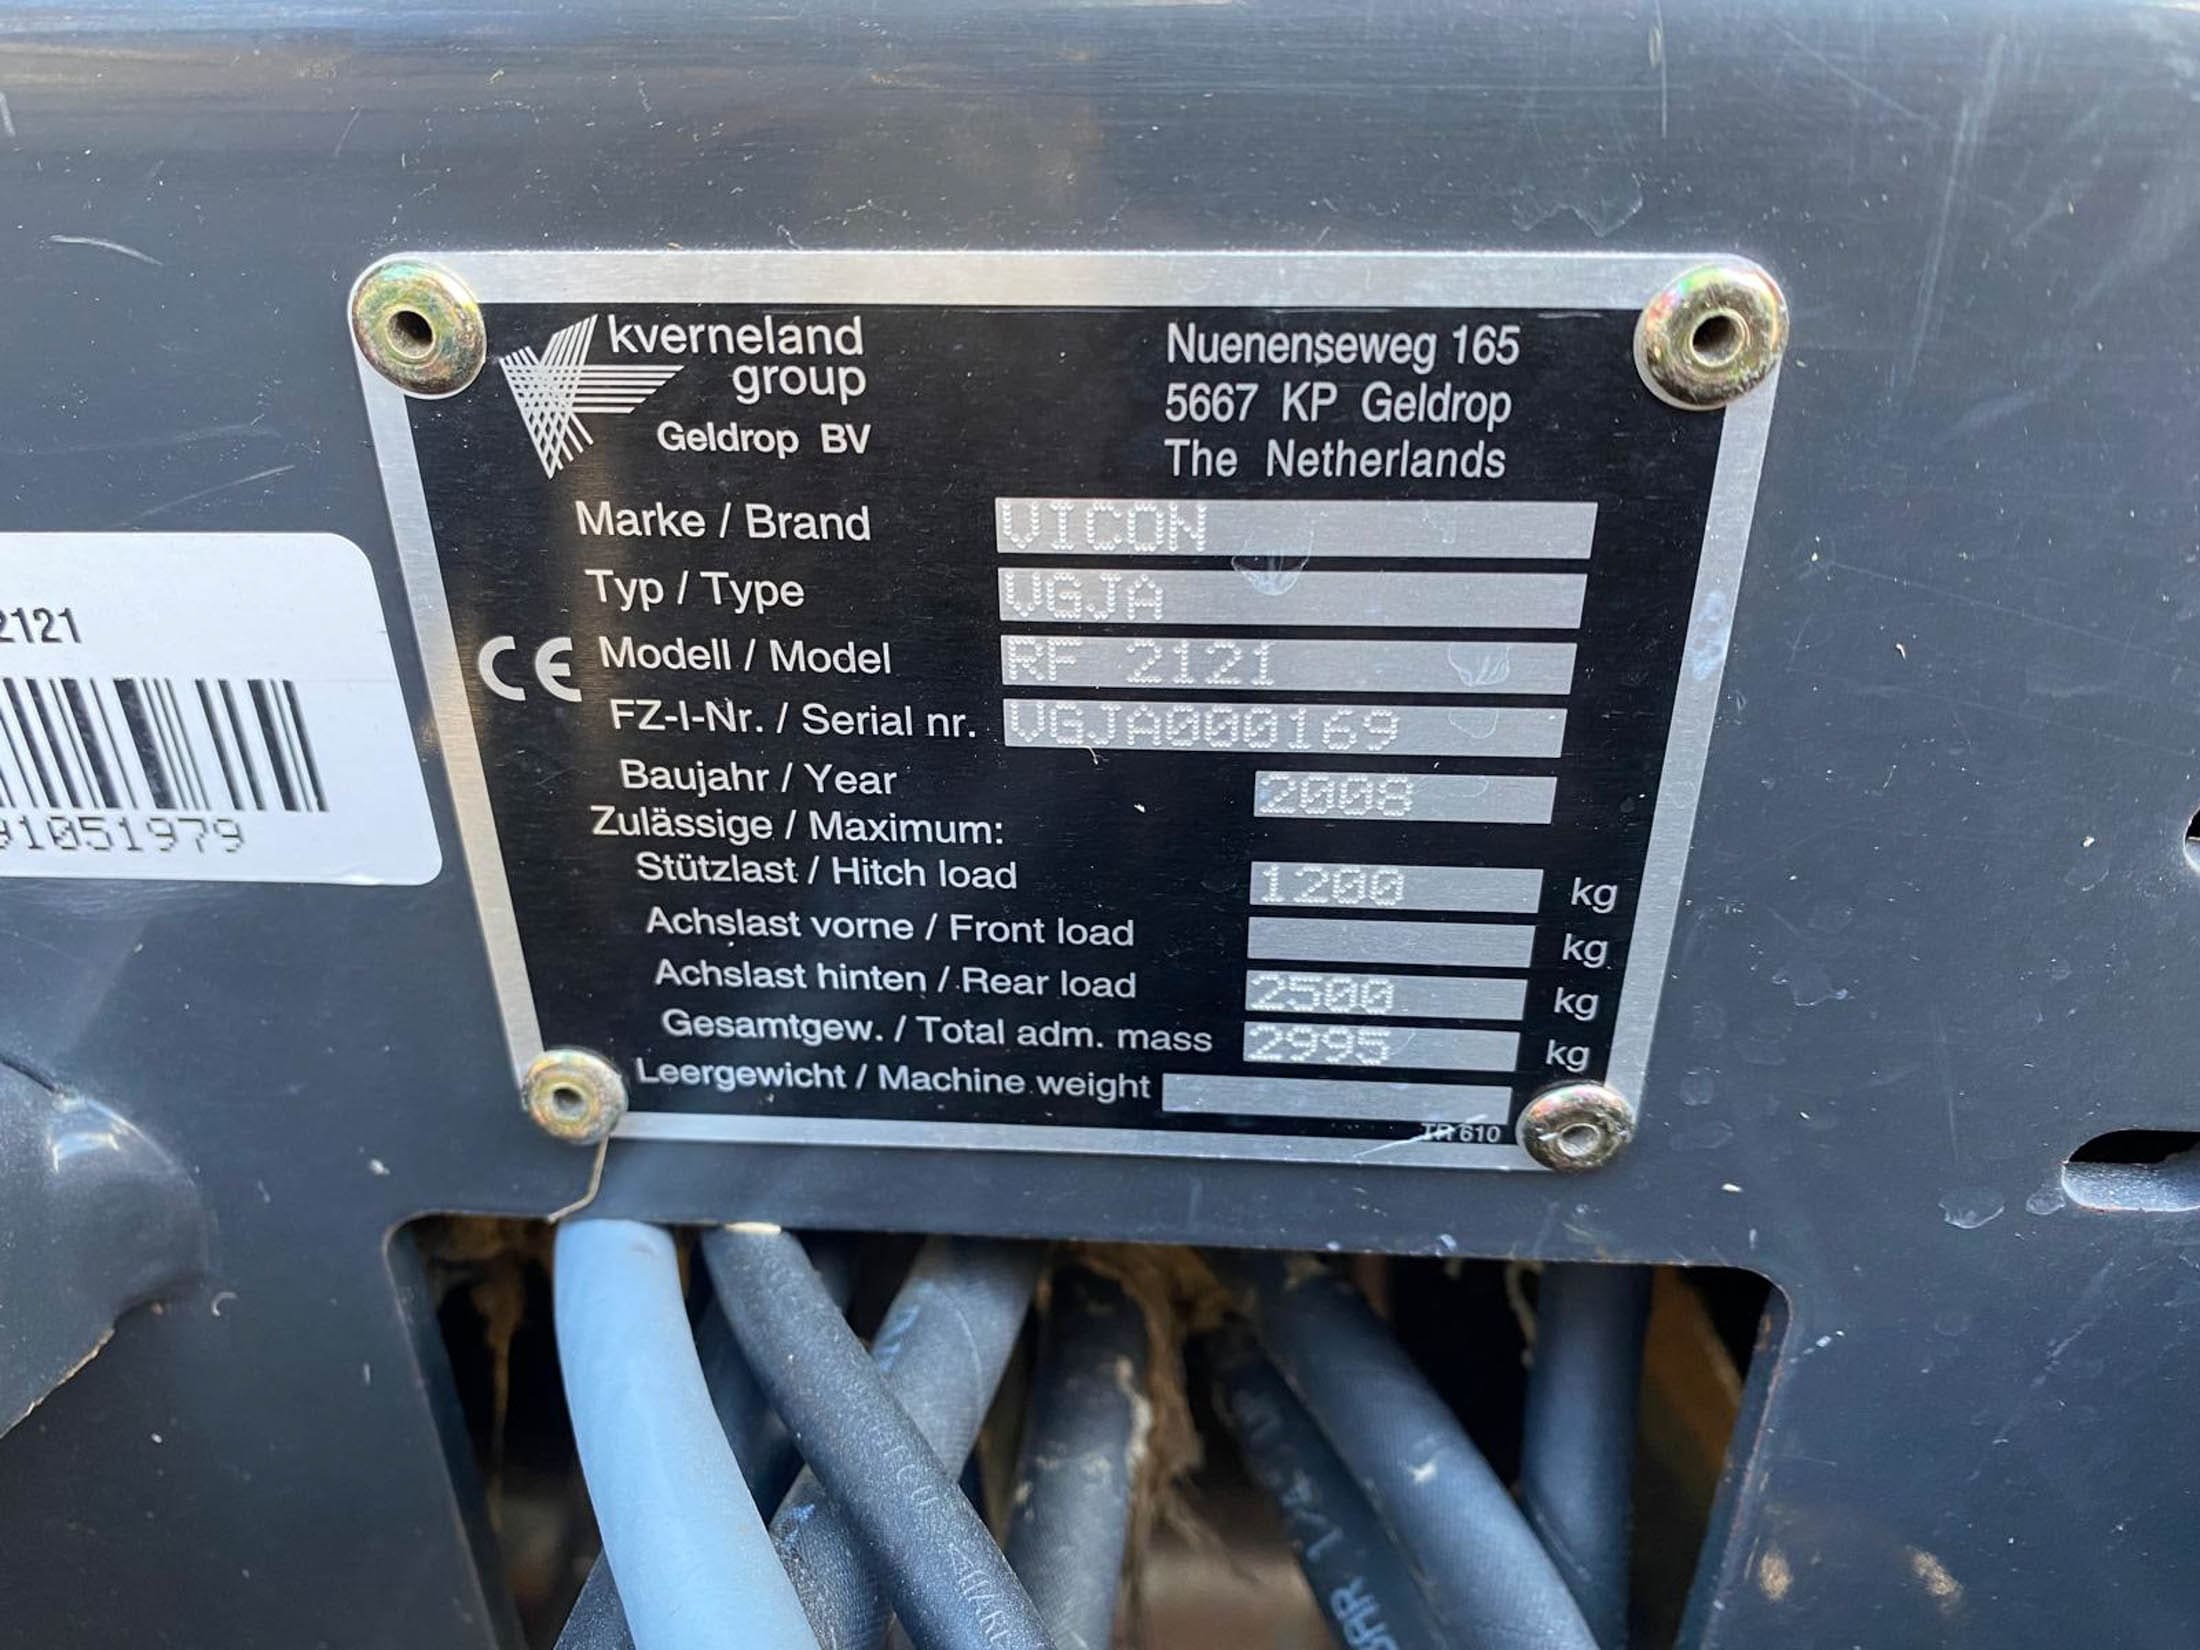 kverneland
group
Geldrop BV
Nuenenseweg 165
5667 KP Geldrop
The Netherlands
Marke / Brand VICON
Typ / Type VGJA
CE
Modell / Model RF 2121
FZ-I-Nr. / Serial nr. VGJA000169
Baujahr / Year 2008
Zulässige / Maximum:
Stützlast / Hitch load 1200 kg
Achslast vorne / Front load kg
Achslast hinten / Rear load 2500 kg
Gesamtgew. / Total adm. mass 2995 kg
Leergewicht / Machine weight
TR 610
2121
91051979